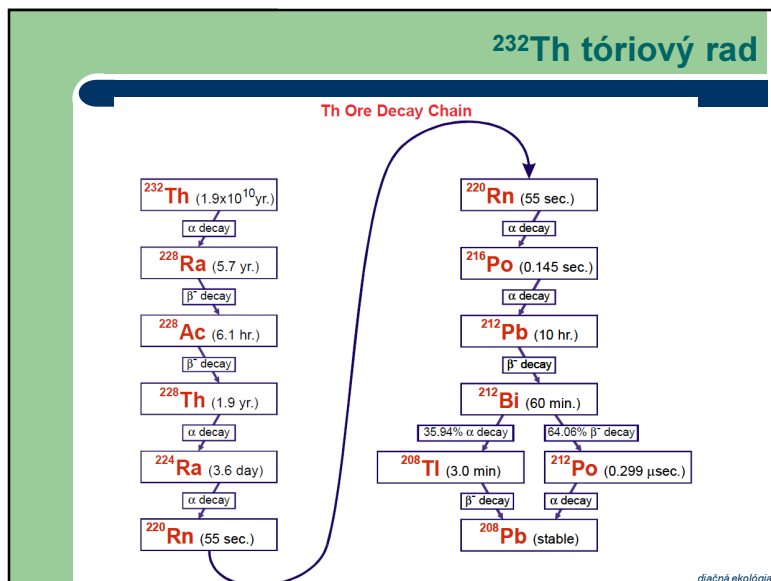 ²³²Th tóriový rad
Th Ore Decay Chain
²³²Th (1.9x10¹⁰yr.)
α decay
²²⁸Ra (5.7 yr.)
β⁻ decay
²²⁸Ac (6.1 hr.)
β⁻ decay
²²⁸Th (1.9 yr.)
α decay
²²⁴Ra (3.6 day)
α decay
²²⁰Rn (55 sec.)
²²⁰Rn (55 sec.)
α decay
²¹⁶Po (0.145 sec.)
α decay
²¹²Pb (10 hr.)
β⁻ decay
²¹²Bi (60 min.)
35.94% α decay
64.06% β⁻ decay
²⁰⁸Tl (3.0 min)
²¹²Po (0.299 μsec.)
β⁻ decay
α decay
²⁰⁸Pb (stable)
diačná ekológia